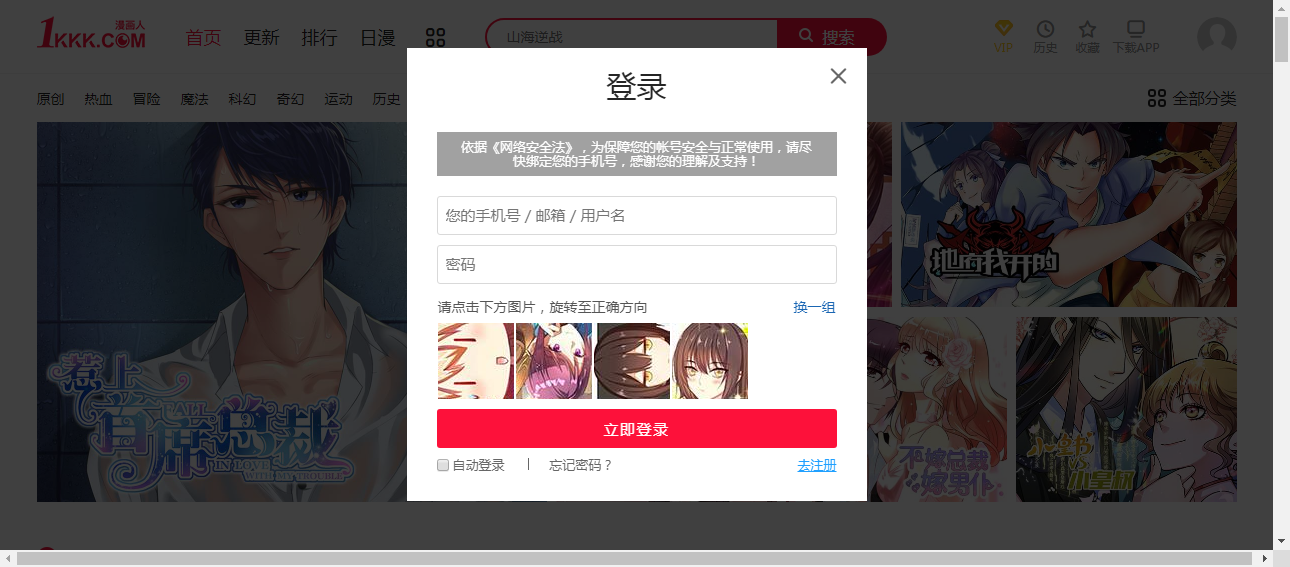 1KKK.COM 漫画人
首页 更新 排行 日漫
山海逆战
搜索
VIP 历史 收藏 下载APP
原创 热血 冒险 魔法 科幻 奇幻 运动 历史
全部分类
登录
依据《网络安全法》，为保障您的帐号安全与正常使用，请尽
快绑定您的手机号，感谢您的理解及支持！
您的手机号 / 邮箱 / 用户名
密码
请点击下方图片，旋转至正确方向 换一组
立即登录
自动登录 | 忘记密码？ 去注册
惹上
首席总裁
CALL
IN LOVE
WITH MY TROUBLE
地府我开的
不嫁总裁
嫁男仆
小皇书
VS
小皇叔